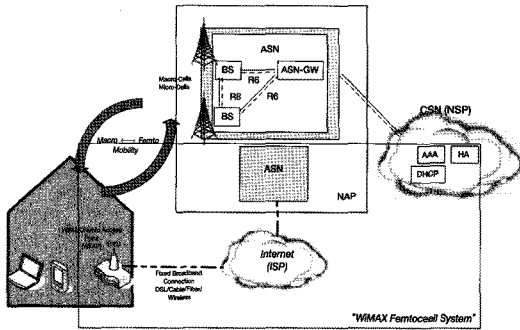 ASN
BS
ASN-GW
R6
R6
BS
Macro-Cells
Micro-Cells
Macro ⟷ Femto
Mobility
CSN (NSP)
AAA
HA
DHCP
ASN
NAP
Internet
(ISP)
Fixed Broadband
Connection
DSL/Cable/Fiber/
Wireless
"WiMAX Femtocell System"